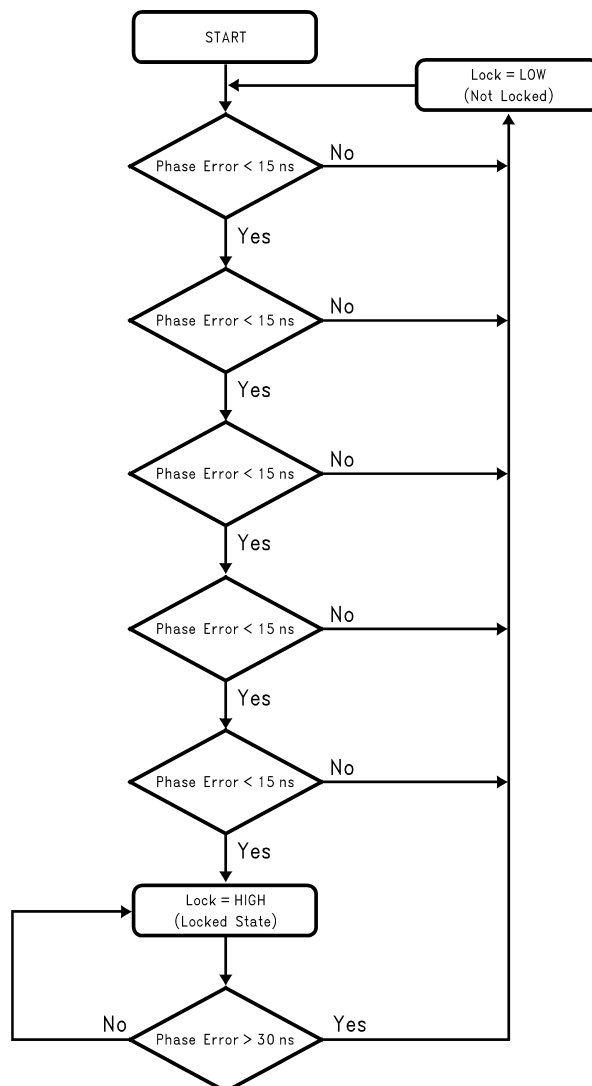 START
Lock = LOW
(Not Locked)
Phase Error < 15 ns
No
Yes
Phase Error < 15 ns
No
Yes
Phase Error < 15 ns
No
Yes
Phase Error < 15 ns
No
Yes
Phase Error < 15 ns
No
Yes
Lock = HIGH
(Locked State)
No
Phase Error > 30 ns
Yes